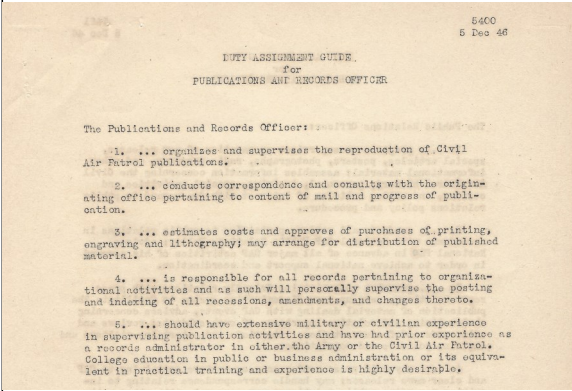 5400
5 Dec 46
DUTY ASSIGNMENT GUIDE
for
PUBLICATIONS AND RECORDS OFFICER
The Publications and Records Officer:
1. ... organizes and supervises the reproduction of Civil
Air Patrol publications.
2. ... conducts correspondence and consults with the origin-
ating office pertaining to content of mail and progress of publi-
cation.
3. ... estimates costs and approves of purchases of printing,
engraving and lithography; may arrange for distribution of published
material.
4. ... is responsible for all records pertaining to organiza-
tional activities and as such will personally supervise the posting
and indexing of all recessions, amendments, and changes thereto.
5. ... should have extensive military or civilian experience
in supervising publication activities and have had prior experience as
a records administrator in either the Army or the Civil Air Patrol.
College education in public or business administration or its equiva-
lent in practical training and experience is highly desirable.